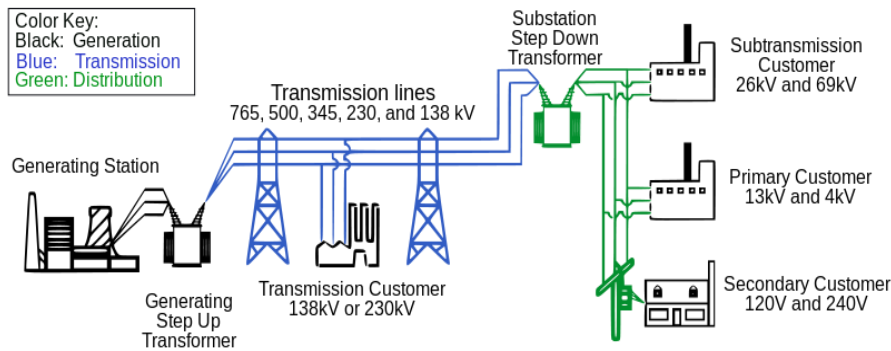 Color Key:
Black: Generation
Blue: Transmission
Green: Distribution
Substation
Step Down
Transformer
Subtransmission
Customer
26kV and 69kV
Transmission lines
765, 500, 345, 230, and 138 kV
Generating Station
Primary Customer
13kV and 4kV
Transmission Customer
138kV or 230kV
Generating
Step Up
Transformer
Secondary Customer
120V and 240V